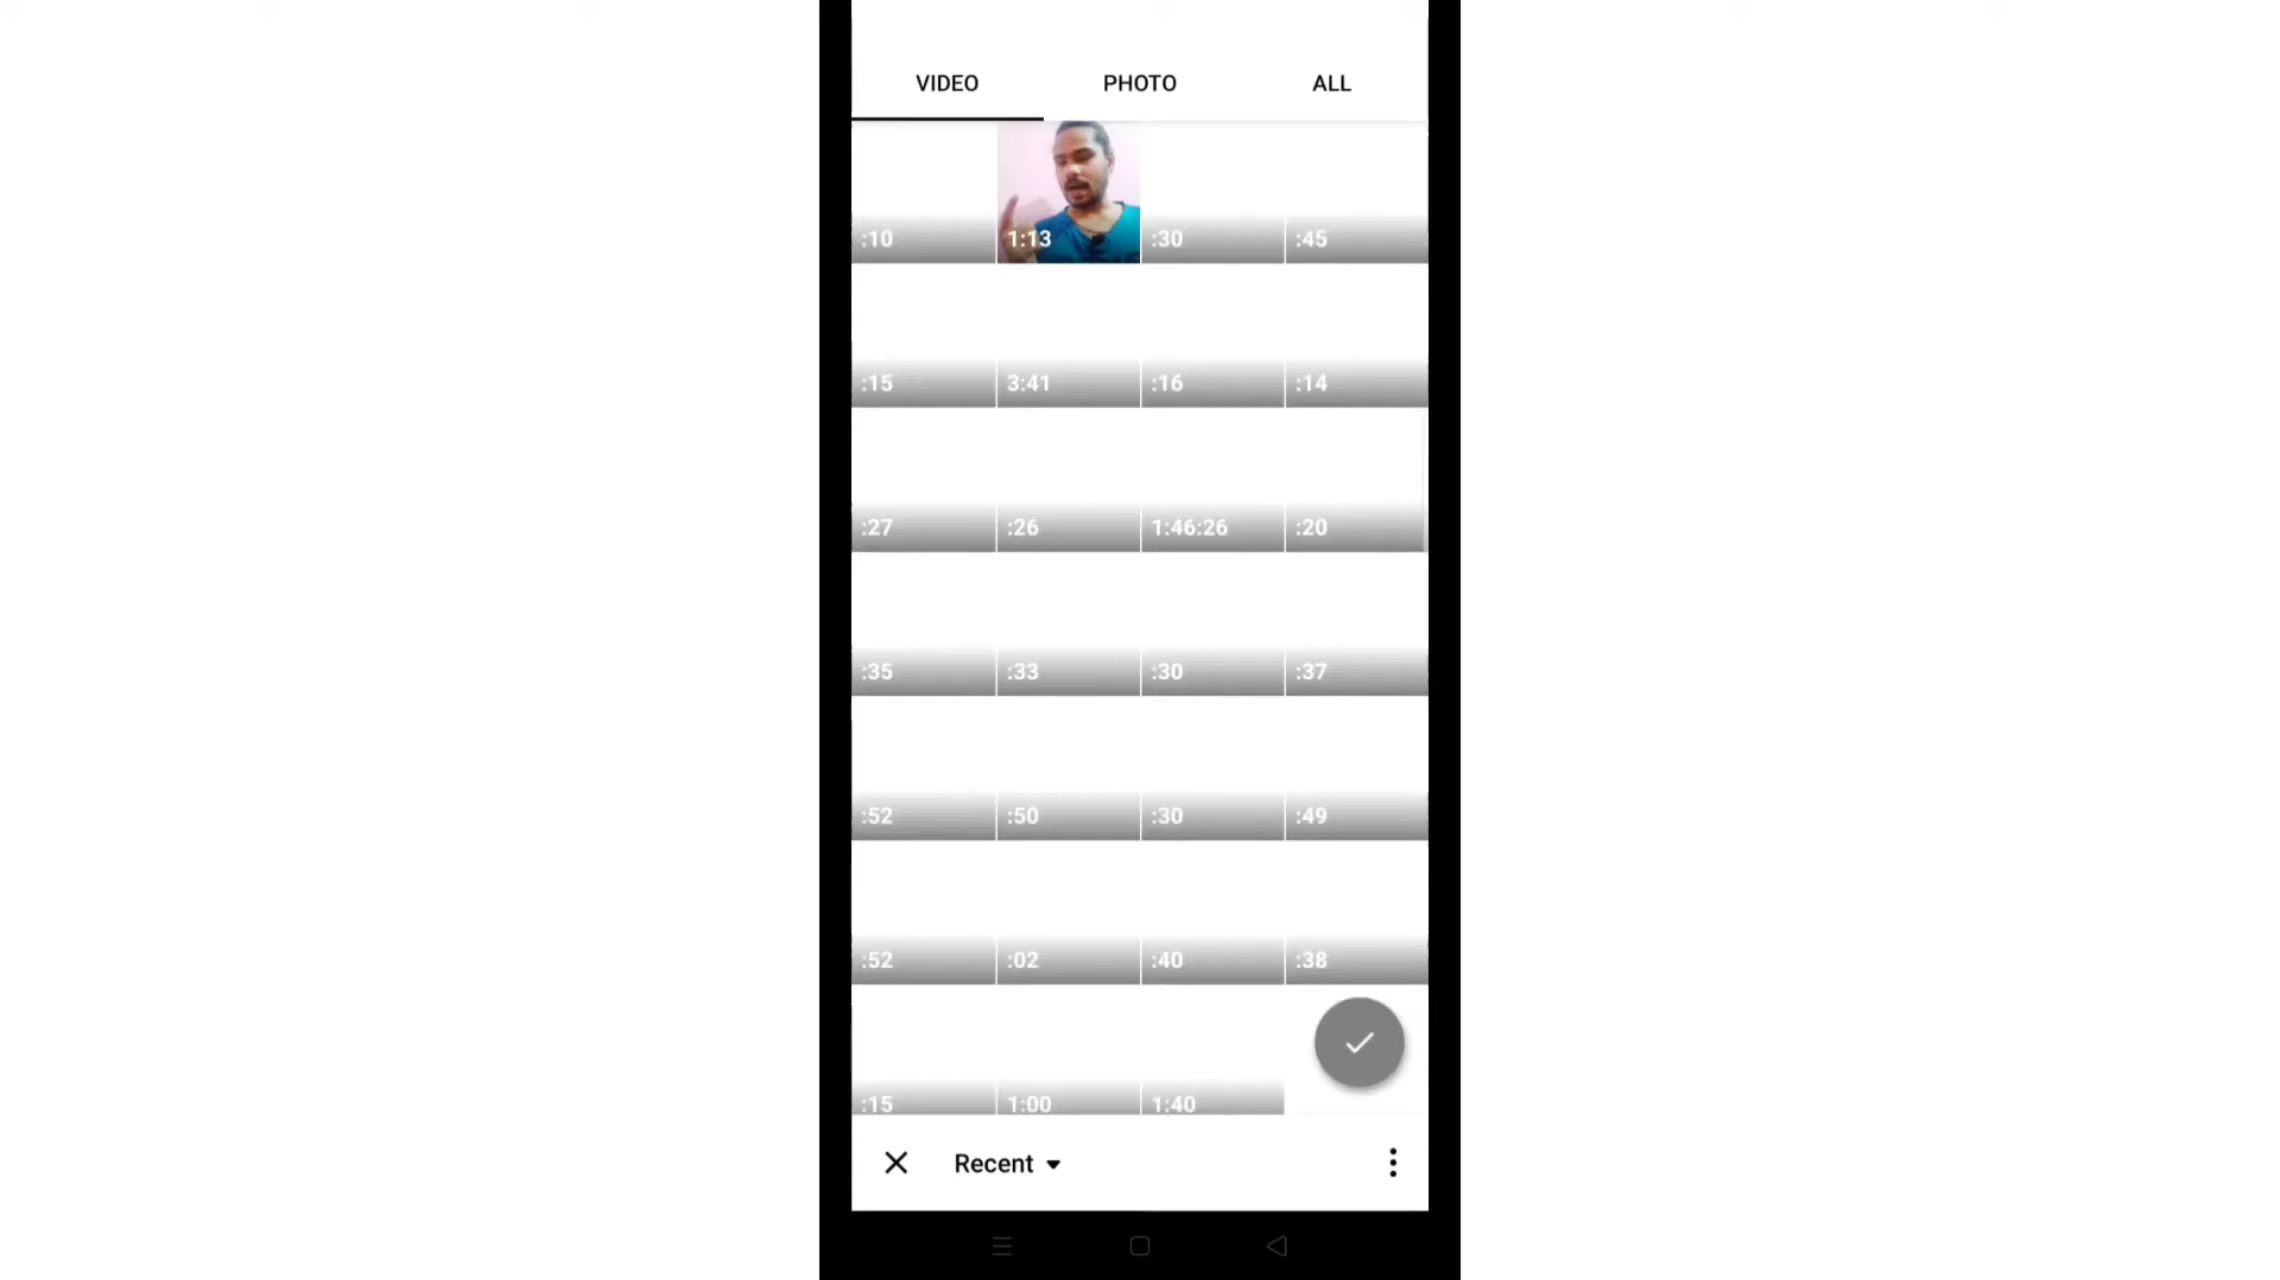 VIDEO PHOTO ALL
:10 1:13 :30 :45
:15 3:41 :16 :14
:27 :26 1:46:26 :20
:35 :33 :30 :37
:52 :50 :30 :49
:52 :02 :40 :38
:15 1:00 1:40
Recent